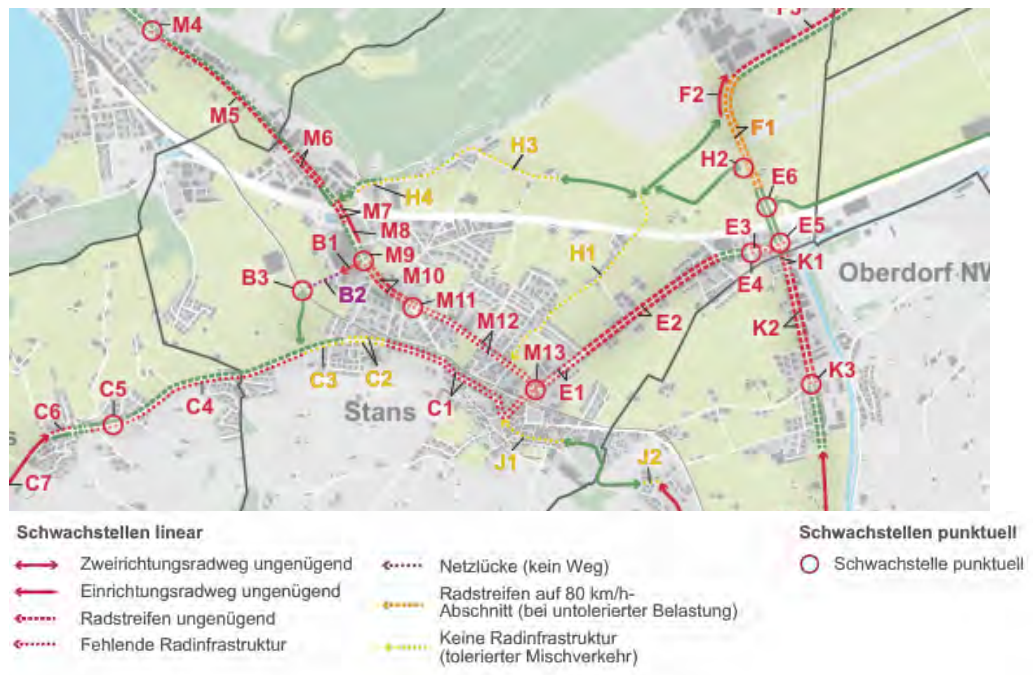 M4
F3
M5
F2
M6
F1
H3
H2
H4
E6
M7
M8
E5
B1
M9
H1
E3
K1
B3
M10
E4
Oberdorf NW
B2
M11
E2
K2
M12
M13
K3
C3
C2
E1
C5
C4
C1
C6
Stans
J1
J2
C7
Schwachstellen linear
Schwachstellen punktuell
Zweirichtungsradweg ungenügend
Netzlücke (kein Weg)
Schwachstelle punktuell
Einrichtungsradweg ungenügend
Radstreifen auf 80 km/h-
Abschnitt (bei untolerierter Belastung)
Radstreifen ungenügend
Fehlende Radinfrastruktur
Keine Radinfrastruktur
(tolerierter Mischverkehr)